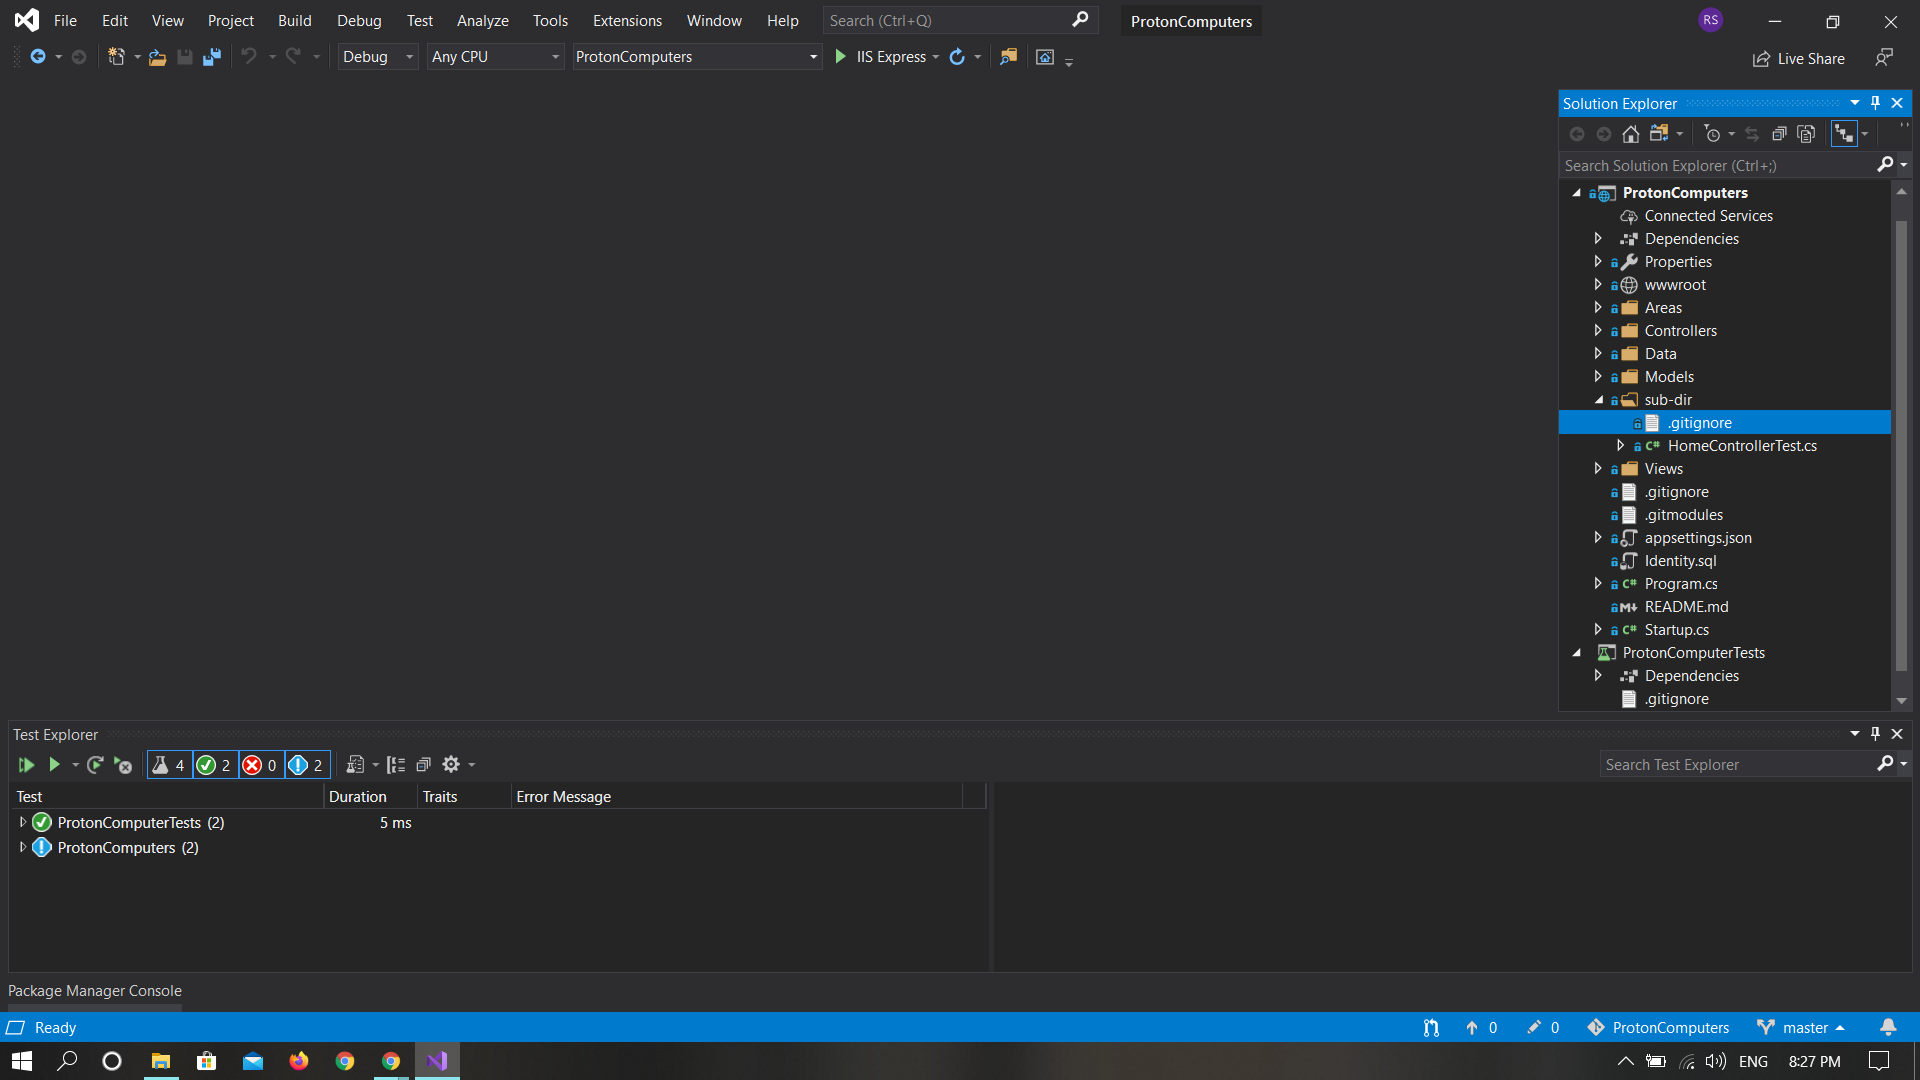 File Edit View Project Build Debug Test Analyze Tools Extensions Window Help Search (Ctrl+Q) ProtonComputers RS
Debug Any CPU ProtonComputers IIS Express Live Share
Solution Explorer
Search Solution Explorer (Ctrl+;)
ProtonComputers
Connected Services
Dependencies
Properties
wwwroot
Areas
Controllers
Data
Models
sub-dir
.gitignore
C# HomeControllerTest.cs
Views
.gitignore
.gitmodules
appsettings.json
Identity.sql
C# Program.cs
M README.md
C# Startup.cs
ProtonComputerTests
Dependencies
.gitignore
Test Explorer
4 2 0 2 Search Test Explorer
Test Duration Traits Error Message
ProtonComputerTests (2) 5 ms
ProtonComputers (2)
Package Manager Console
Ready 0 0 ProtonComputers master
ENG 8:27 PM